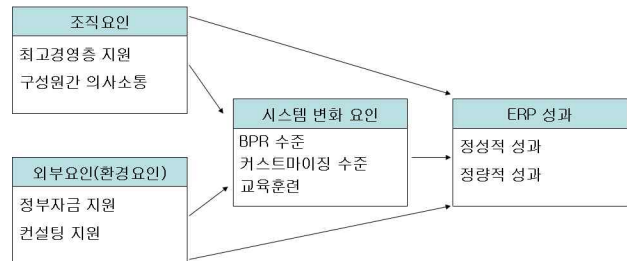 조직요인
최고경영층 지원
구성원간 의사소통
시스템 변화 요인
BPR 수준
커스트마이징 수준
교육훈련
ERP 성과
정성적 성과
정량적 성과
외부요인(환경요인)
정부자금 지원
컨설팅 지원